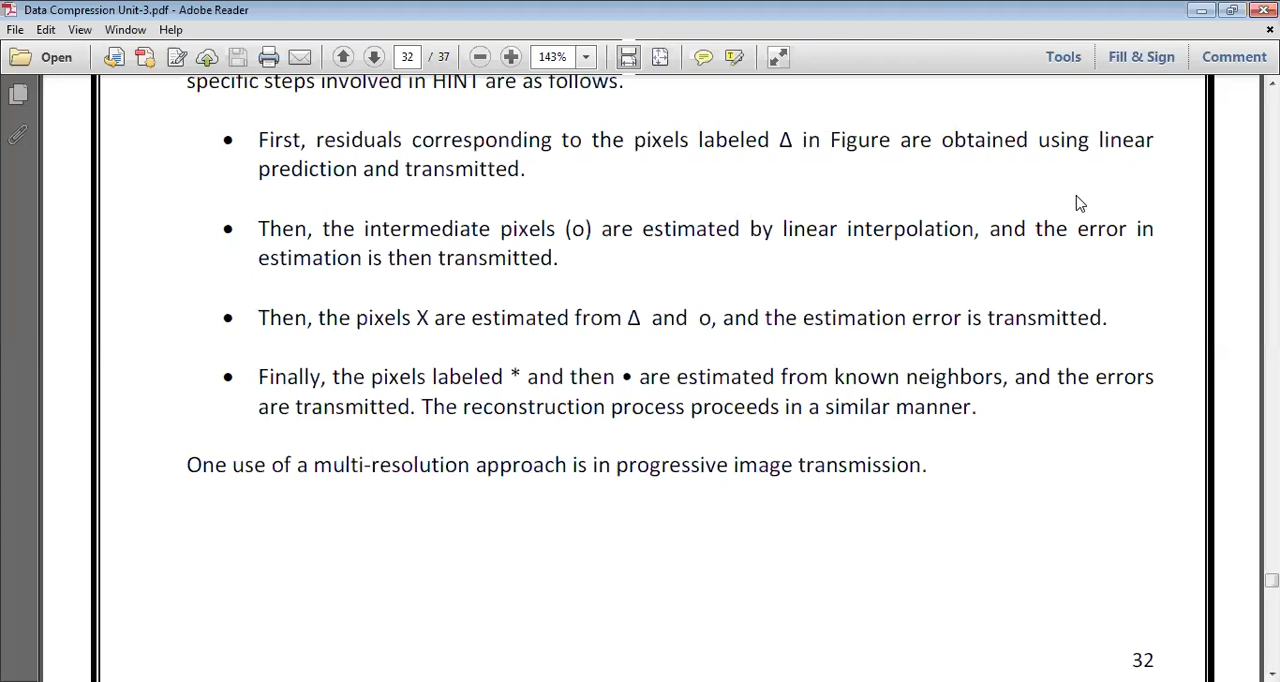 Data Compression Unit-3.pdf - Adobe Reader
File Edit View Window Help
Open 32 / 37 143% Tools Fill & Sign Comment
specific steps involved in HINT are as follows.
• First, residuals corresponding to the pixels labeled Δ in Figure are obtained using linear
prediction and transmitted.
• Then, the intermediate pixels (o) are estimated by linear interpolation, and the error in
estimation is then transmitted.
• Then, the pixels X are estimated from Δ and o, and the estimation error is transmitted.
• Finally, the pixels labeled * and then • are estimated from known neighbors, and the errors
are transmitted. The reconstruction process proceeds in a similar manner.
One use of a multi-resolution approach is in progressive image transmission.
32